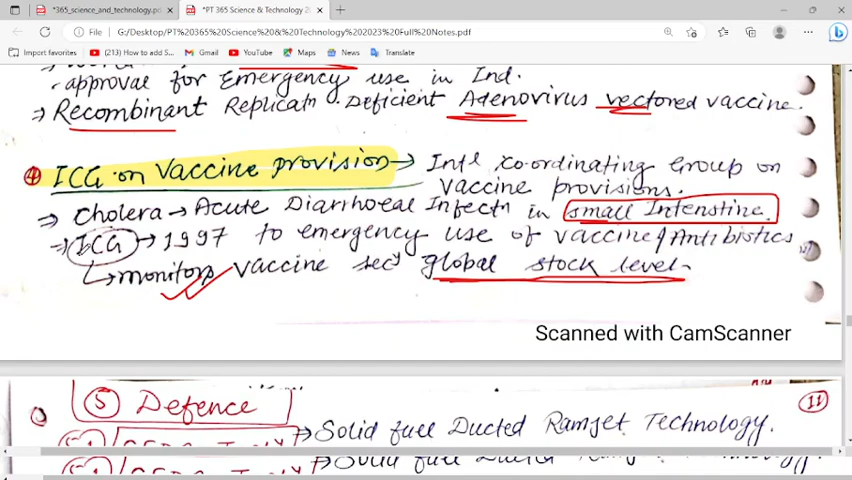 *365_science_and_technology.pd
*PT 365 Science & Technology 2
File | G:/Desktop/PT%20365%20Science%20&(%20Technology%202023%20Full%20Notes.pdf
Import favorites
(213) How to add S...
Gmail
YouTube
Maps
News
Translate
approval for Emergency use in Ind.
⇒ Recombinant Replicatn Deficient Adenovirus vectored vaccine.
④ ICG on Vaccine provision → Intl co-ordinating Group on
vaccine provisions.
⇒ Cholera → Acute Diarrhoeal Infectn in small Intenstine.
⇒ ICG → 1997 to emergency use of vaccine/Antibiotics
↳ monitors vaccine secy global stock level.
Scanned with CamScanner
⑤ Defence
11
→ Solid fuel Ducted Ramjet Technology.